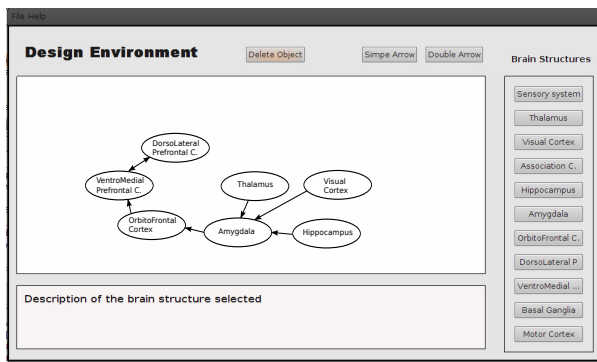 File Help
Design Environment
Delete Object
Simpe Arrow
Double Arrow
Brain Structures
DorsoLateral
Prefrontal C.
VentroMedial
Prefrontal C.
Thalamus
Visual
Cortex
OrbitoFrontal
Cortex
Amygdala
Hippocampus
Description of the brain structure selected
Sensory system
Thalamus
Visual Cortex
Association C.
Hippocampus
Amygdala
OrbitoFrontal C.
DorsoLateral P
VentroMedial ...
Basal Ganglia
Motor Cortex